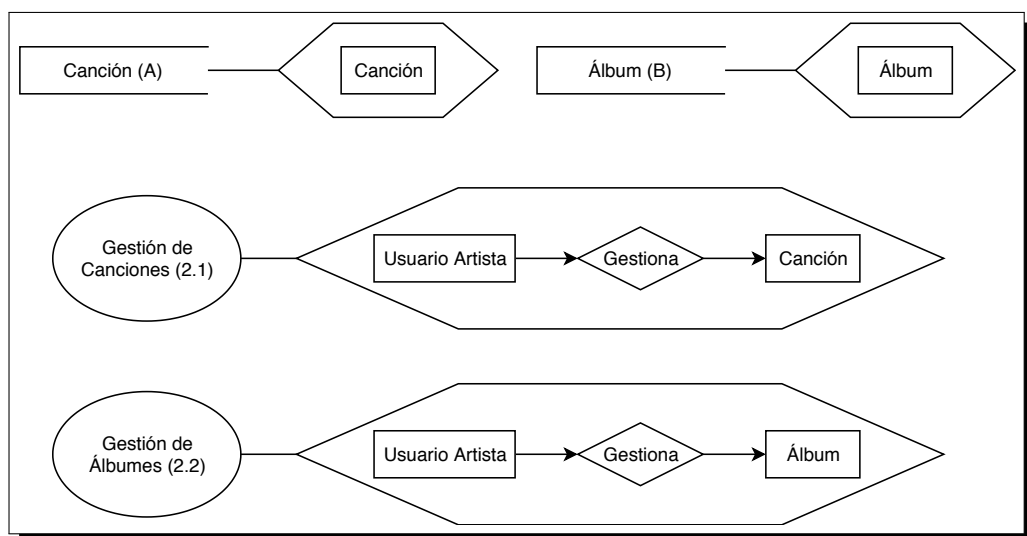 Canción (A)
Canción
Álbum (B)
Álbum
Gestión de
Canciones (2.1)
Usuario Artista
Gestiona
Canción
Gestión de
Álbumes (2.2)
Usuario Artista
Gestiona
Álbum